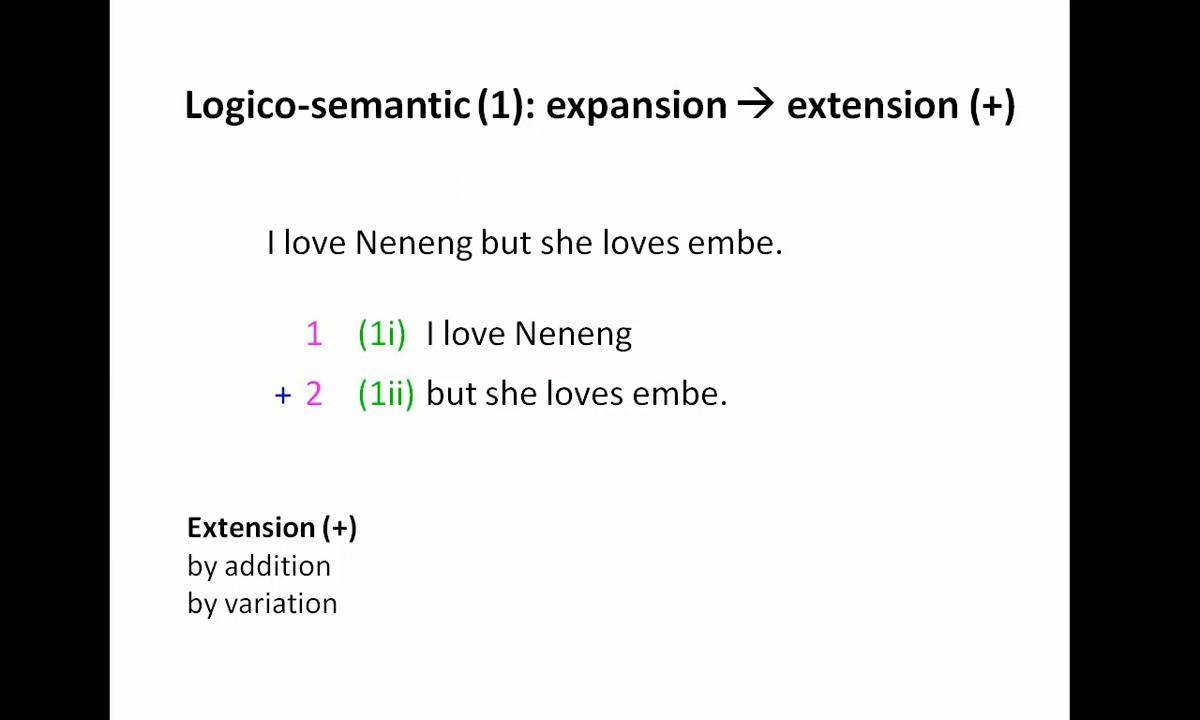 Logico-semantic (1): expansion → extension (+)
I love Neneng but she loves embe.
1 (1i) I love Neneng
+ 2 (1ii) but she loves embe.
Extension (+)
by addition
by variation